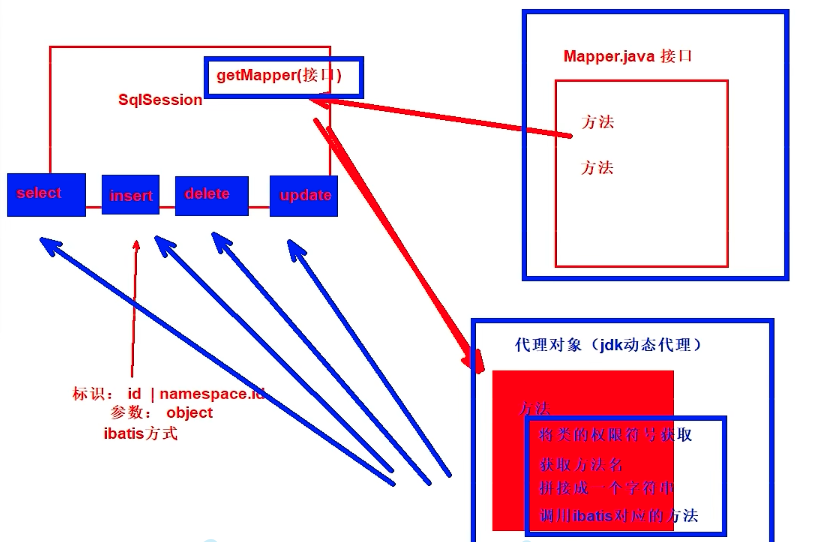 getMapper(接口)
SqlSession
select
insert
delete
update
标识： id | namespace.id
参数： object
ibatis方式
Mapper.java 接口
方法
方法
代理对象（jdk动态代理）
方法
将类的权限符号获取
获取方法名
拼接成一个字符串
调用ibatis对应的方法